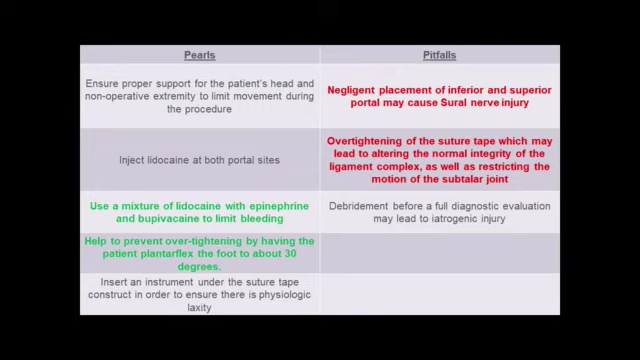 Pearls
Pitfalls
Ensure proper support for the patient's head and
non-operative extremity to limit movement during
the procedure
Negligent placement of inferior and superior
portal may cause Sural nerve injury
Inject lidocaine at both portal sites
Overtightening of the suture tape which may
lead to altering the normal integrity of the
ligament complex, as well as restricting the
motion of the subtalar joint
Use a mixture of lidocaine with epinephrine
and bupivacaine to limit bleeding
Debridement before a full diagnostic evaluation
may lead to iatrogenic injury
Help to prevent over-tightening by having the
patient plantarflex the foot to about 30
degrees.
Insert an instrument under the suture tape
construct in order to ensure there is physiologic
laxity